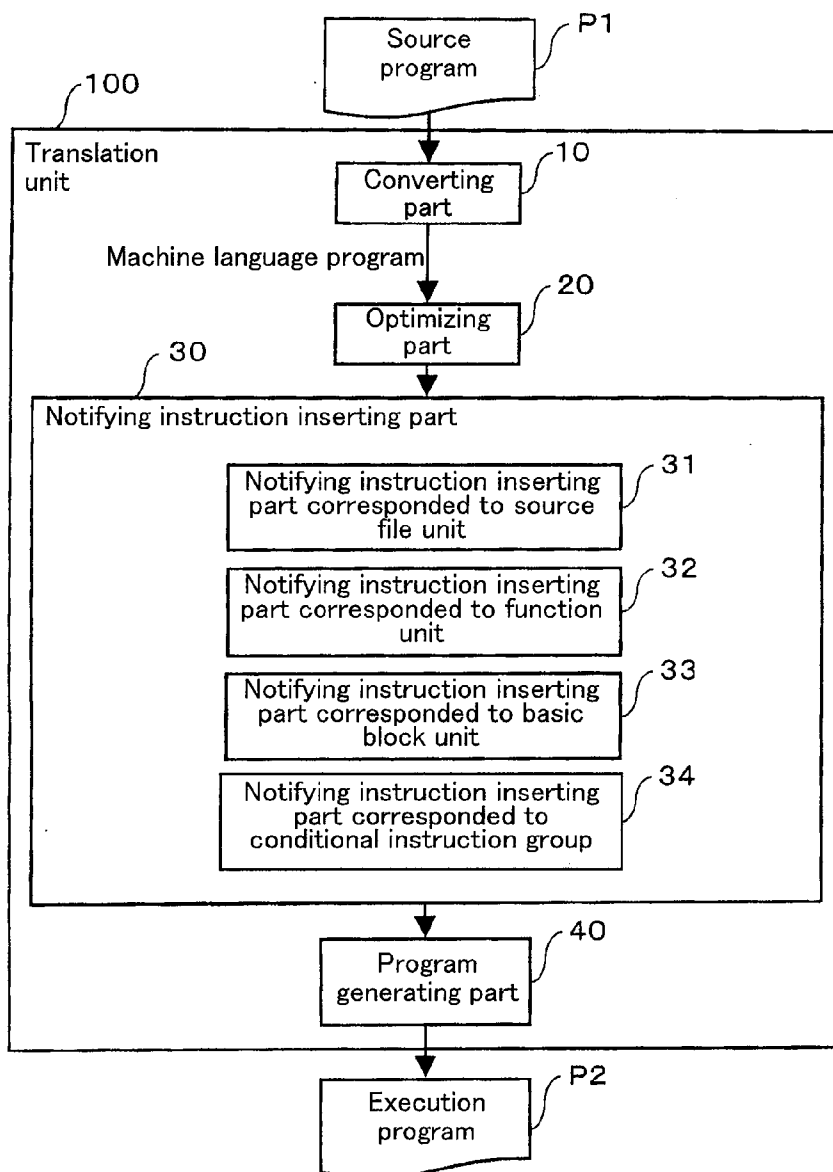 Source
program
P1
100
Translation
unit
Converting
part
10
Machine language program
Optimizing
part
20
30
Notifying instruction inserting part
Notifying instruction inserting
part corresponded to source
file unit
31
Notifying instruction inserting
part corresponded to function
unit
32
Notifying instruction inserting
part corresponded to basic
block unit
33
Notifying instruction inserting
part corresponded to
conditional instruction group
34
Program
generating part
40
Execution
program
P2